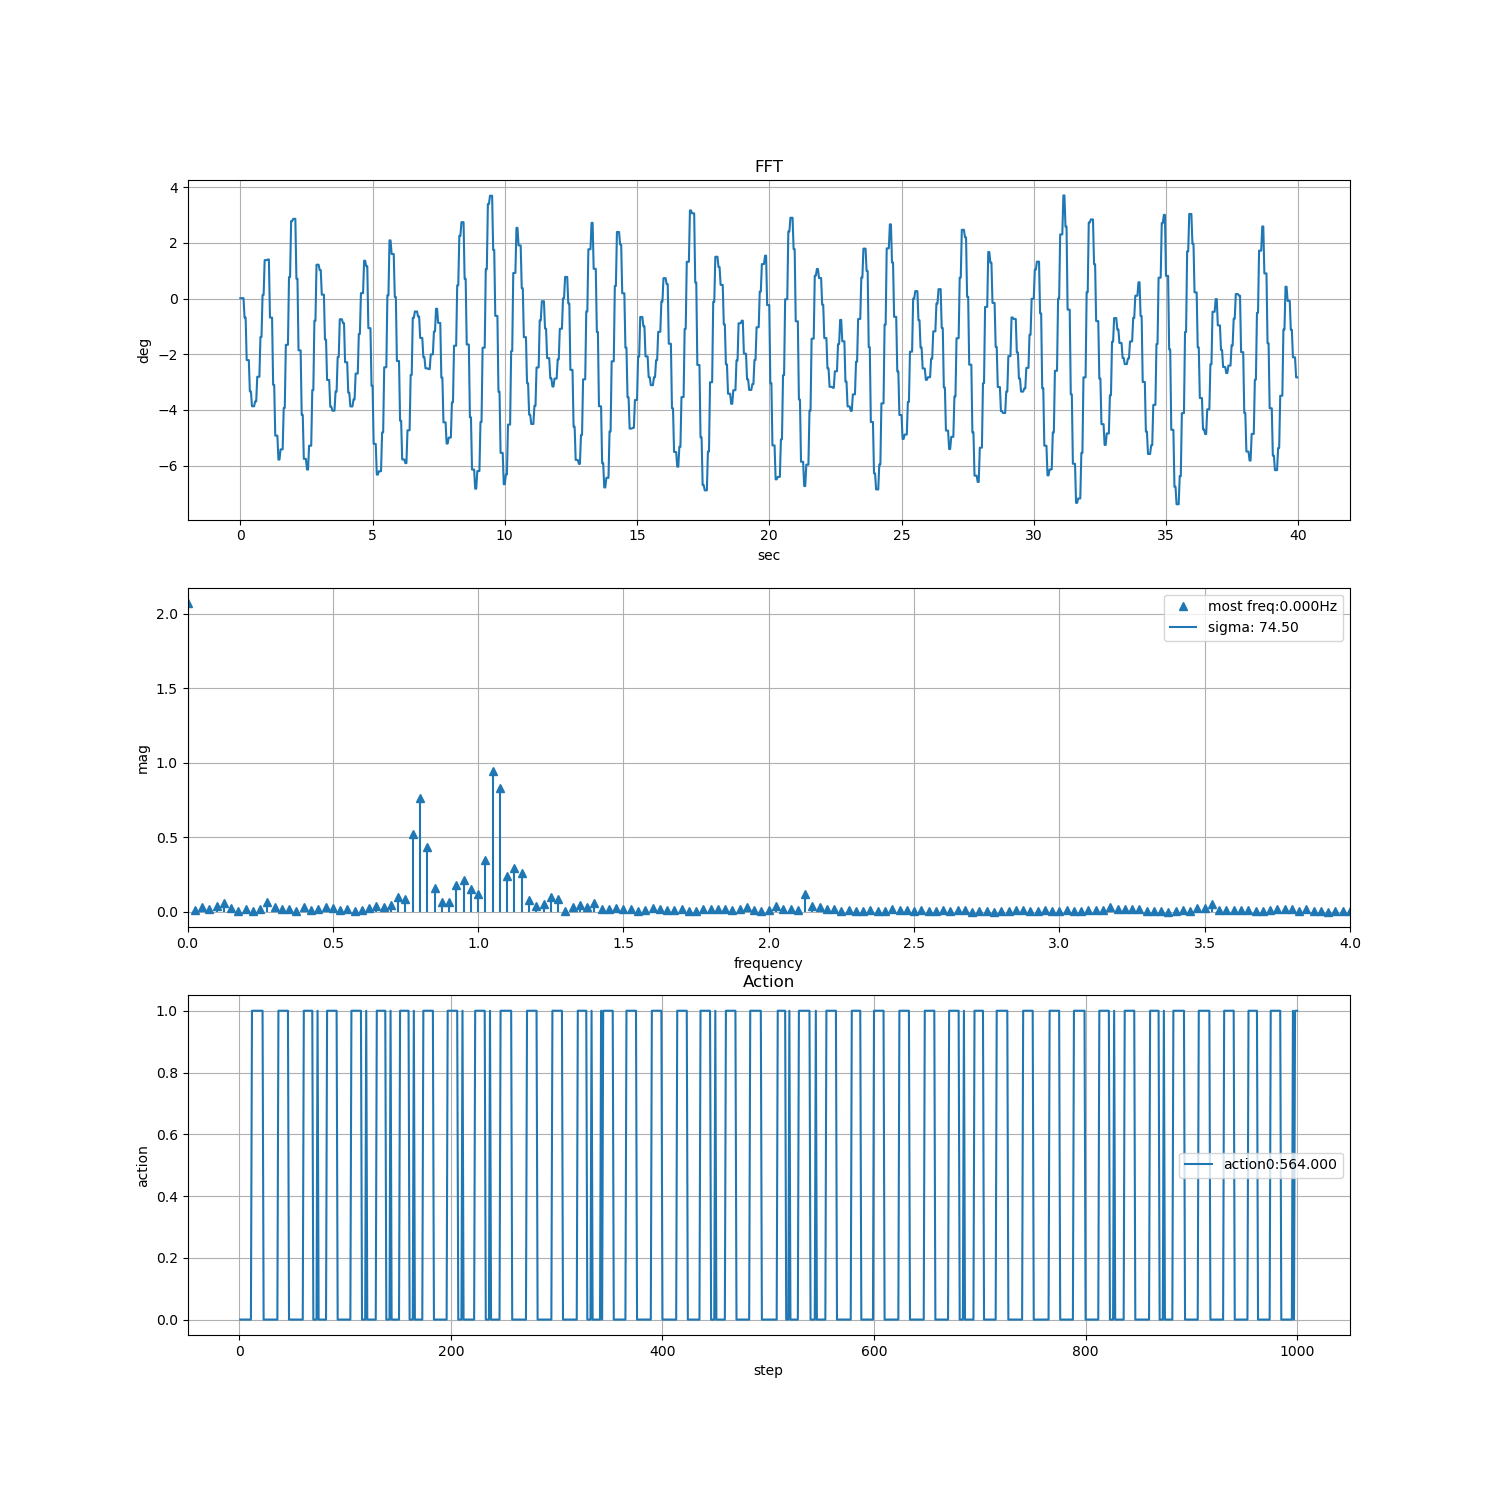 FFT
4
2
0
−2
−4
−6
deg
0 5 10 15 20 25 30 35 40
sec
2.0
1.5
1.0
0.5
0.0
mag
most freq:0.000Hz
sigma: 74.50
0.0 0.5 1.0 1.5 2.0 2.5 3.0 3.5 4.0
frequency
Action
1.0
0.8
0.6
0.4
0.2
0.0
action
action0:564.000
0 200 400 600 800 1000
step